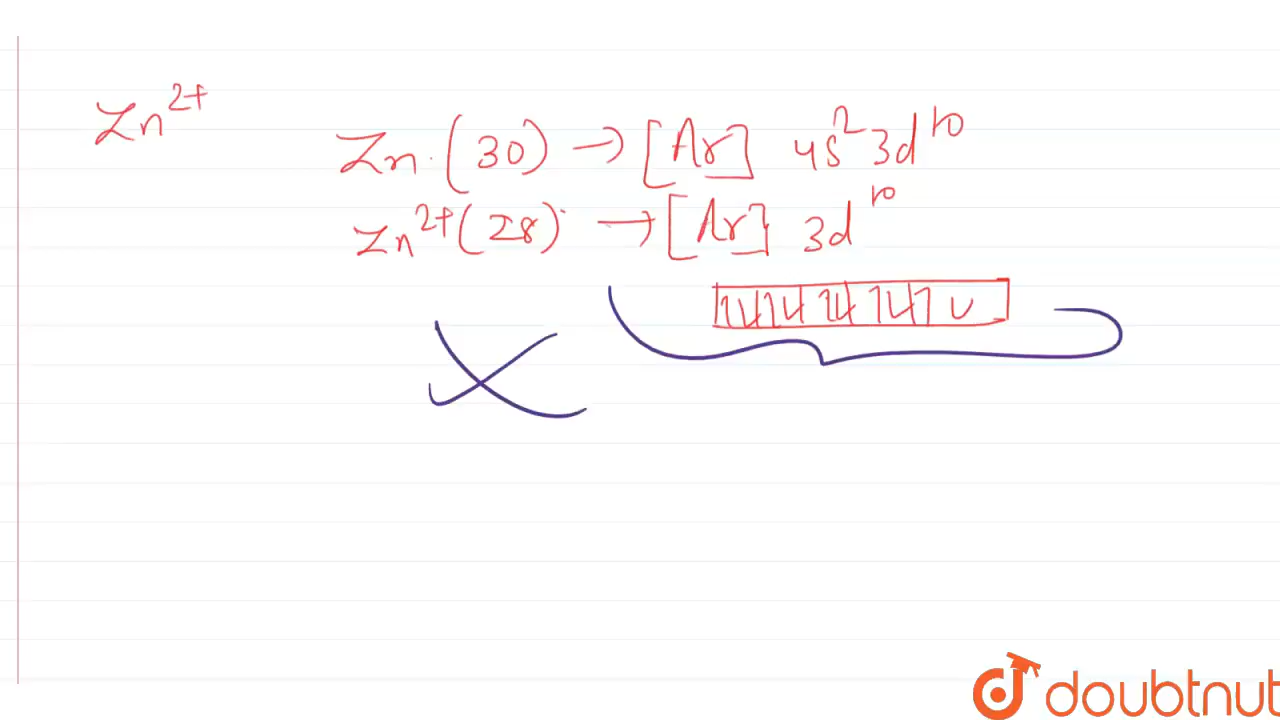 Zn²⁺
Zn (30) → [Ar] 4s² 3d¹⁰
Zn²⁺ (28) → [Ar] 3d¹⁰
doubtnut